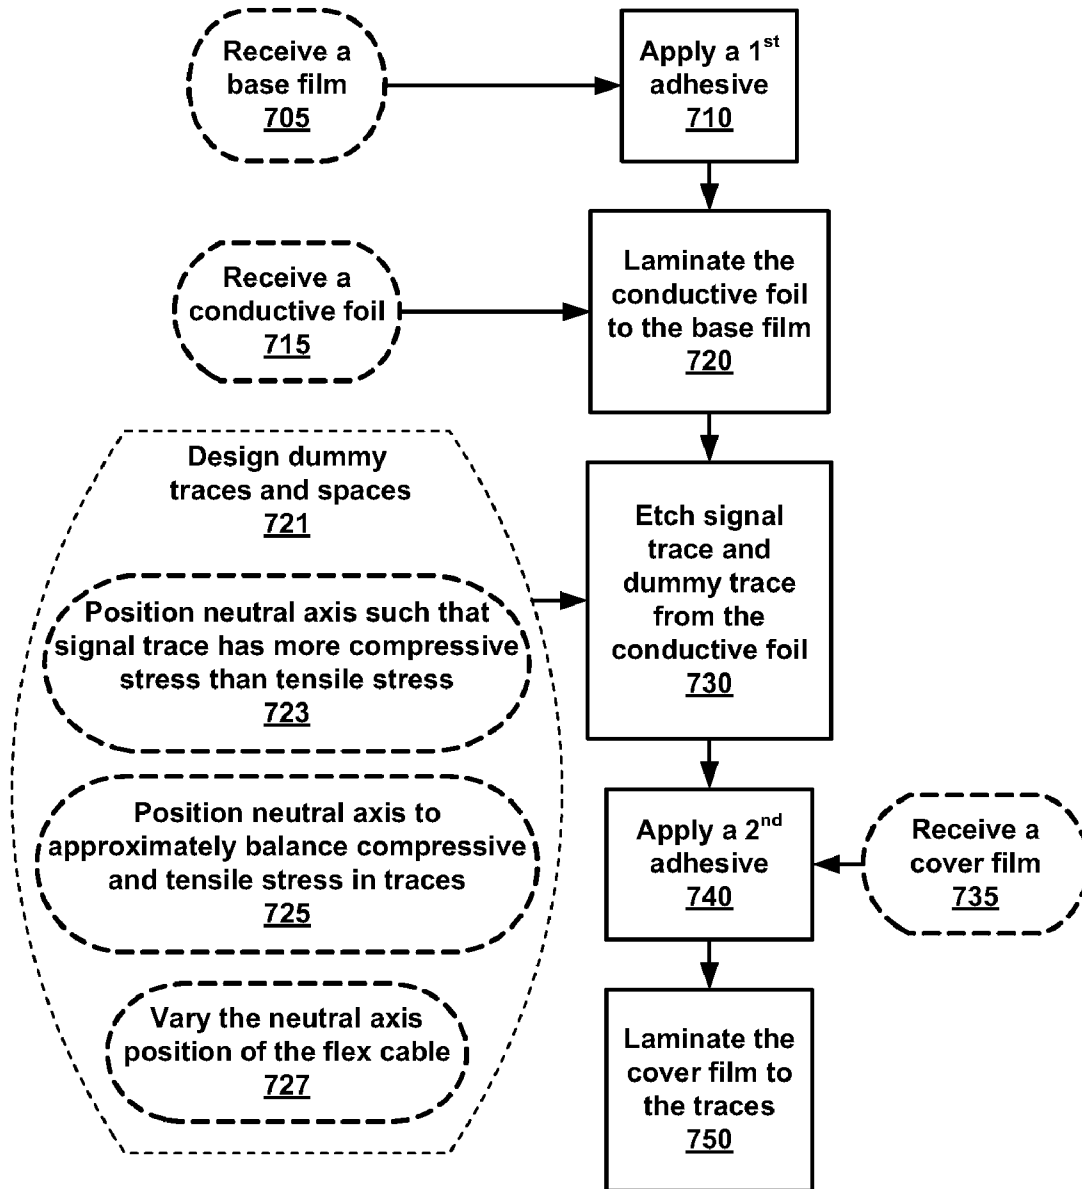 Receive a
base film
705
Apply a 1st
adhesive
710
Receive a
conductive foil
715
Laminate the
conductive foil
to the base film
720
Design dummy
traces and spaces
721
Position neutral axis such that
signal trace has more compressive
stress than tensile stress
723
Position neutral axis to
approximately balance compressive
and tensile stress in traces
725
Vary the neutral axis
position of the flex cable
727
Etch signal
trace and
dummy trace
from the
conductive foil
730
Apply a 2nd
adhesive
740
Receive a
cover film
735
Laminate the
cover film to
the traces
750